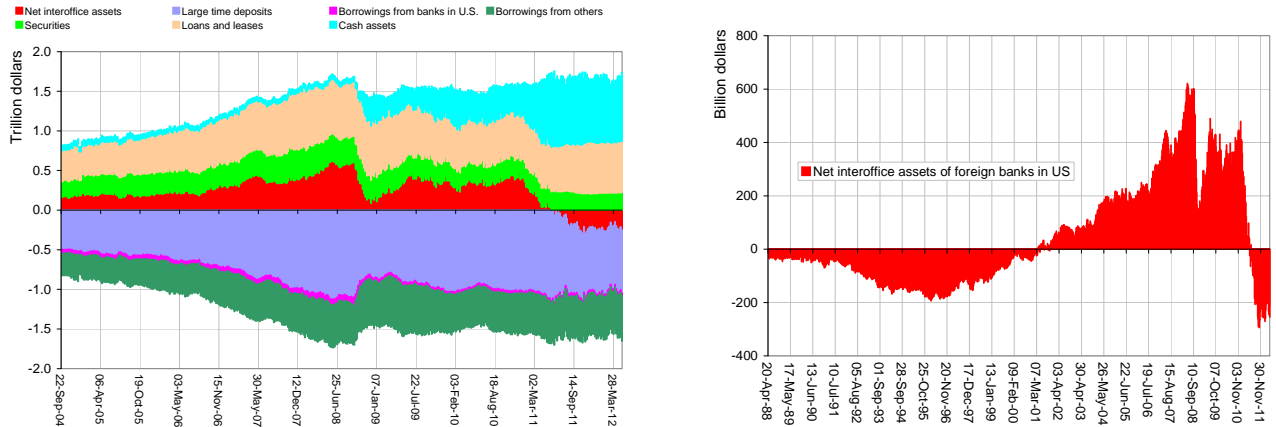 Net interoffice assets
Large time deposits
Borrowings from banks in U.S.
Borrowings from others
Securities
Loans and leases
Cash assets
Trillion dollars
2.0
1.5
1.0
0.5
0.0
-0.5
-1.0
-1.5
-2.0
22-Sep-04
06-Apr-05
19-Oct-05
03-May-06
15-Nov-06
30-May-07
12-Dec-07
25-Jun-08
07-Jan-09
22-Jul-09
03-Feb-10
18-Aug-10
02-Mar-11
14-Sep-11
28-Mar-12
Billion dollars
800
600
400
200
0
-200
-400
Net interoffice assets of foreign banks in US
20-Apr-88
17-May-89
13-Jun-90
10-Jul-91
05-Aug-92
01-Sep-93
28-Sep-94
25-Oct-95
20-Nov-96
17-Dec-97
13-Jan-99
09-Feb-00
07-Mar-01
03-Apr-02
30-Apr-03
26-May-04
22-Jun-05
19-Jul-06
15-Aug-07
10-Sep-08
07-Oct-09
03-Nov-10
30-Nov-11